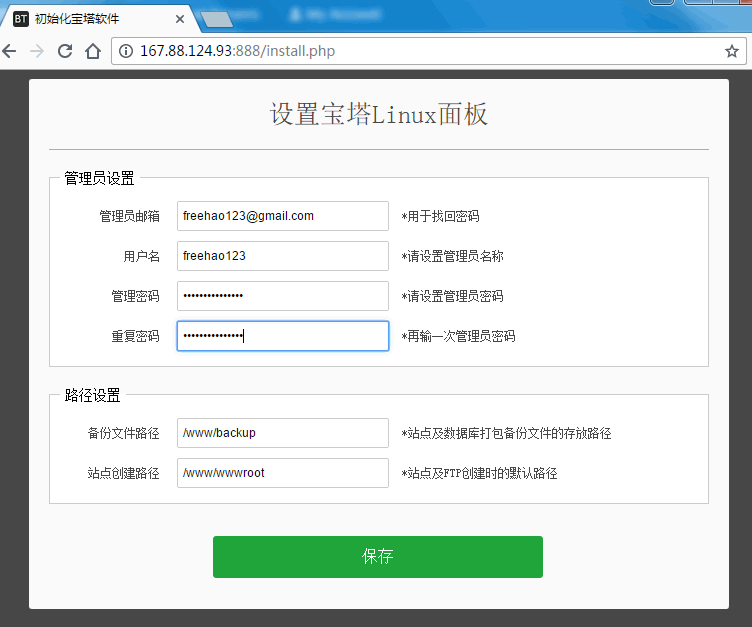 BT 初始化宝塔软件
My Account
167.88.124.93:888/install.php
设置宝塔Linux面板
管理员设置
管理员邮箱 freehao123@gmail.com *用于找回密码
用户名 freehao123 *请设置管理员名称
管理密码 ••••••••••••••• *请设置管理员密码
重复密码 ••••••••••••••• *再输一次管理员密码
路径设置
备份文件路径 /www/backup *站点及数据库打包备份文件的存放路径
站点创建路径 /www/wwwroot *站点及FTP创建时的默认路径
保存